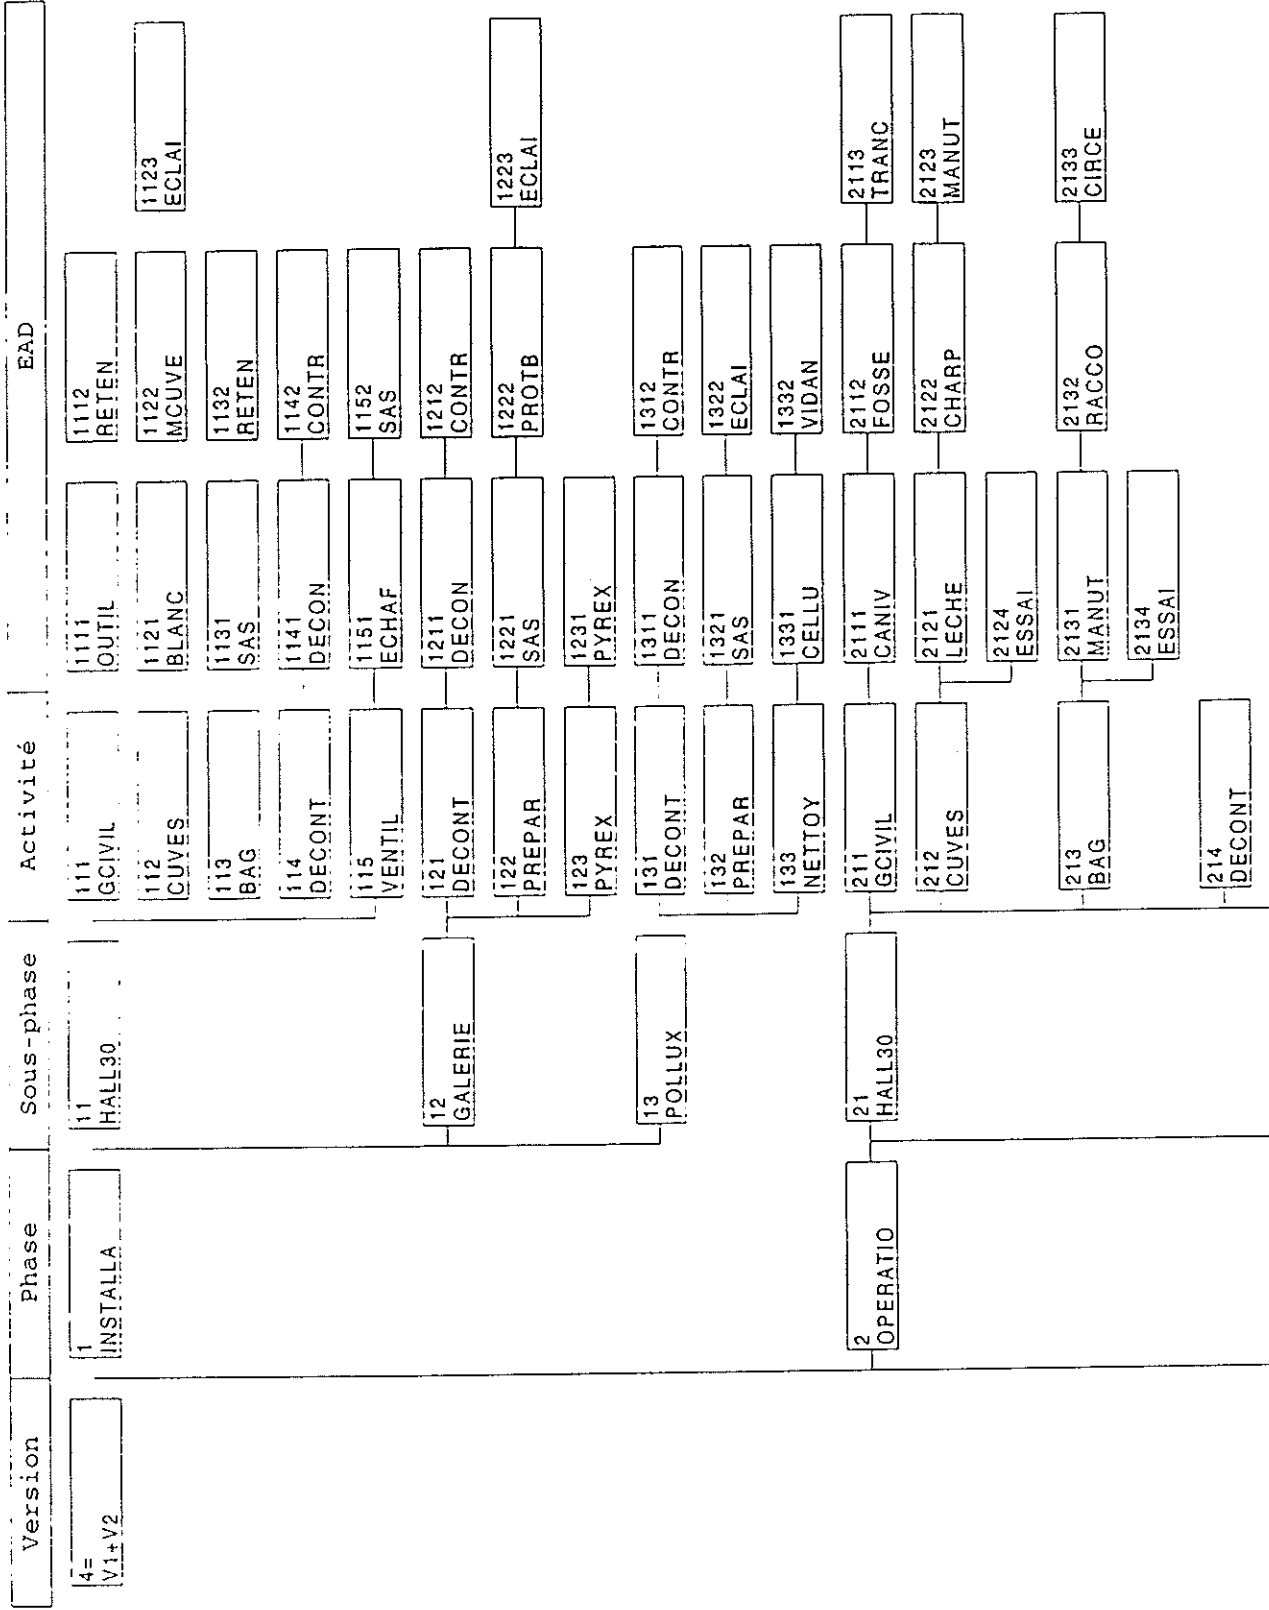 Version
Phase
Sous-phase
Activité
EAD
4=
V1+V2
1
INSTALLA
11
HALL30
111
GCIVIL
1111
OUTIL
1112
RETEN
112
CUVES
1121
BLANC
1122
MCUVE
1123
ECLAI
113
BAG
1131
SAS
1132
RETEN
114
DECONT
1141
DECON
1142
CONTR
115
VENTIL
1151
ECHAF
1152
SAS
12
GALERIE
121
DECONT
1211
DECON
1212
CONTR
122
PREPAR
1221
SAS
1222
PROTB
1223
ECLAI
123
PYREX
1231
PYREX
13
POLLUX
131
DECONT
1311
DECON
1312
CONTR
132
PREPAR
1321
SAS
1322
ECLAI
133
NETTOY
1331
CELLU
1332
VIDAN
2
OPERATIO
21
HALL30
211
GCIVIL
2111
CANIV
2112
FOSSE
2113
TRANC
212
CUVES
2121
LECHE
2122
CHARP
2123
MANUT
2124
ESSAI
213
BAG
2131
MANUT
2132
RACCO
2133
CIRCE
2134
ESSAI
214
DECONT